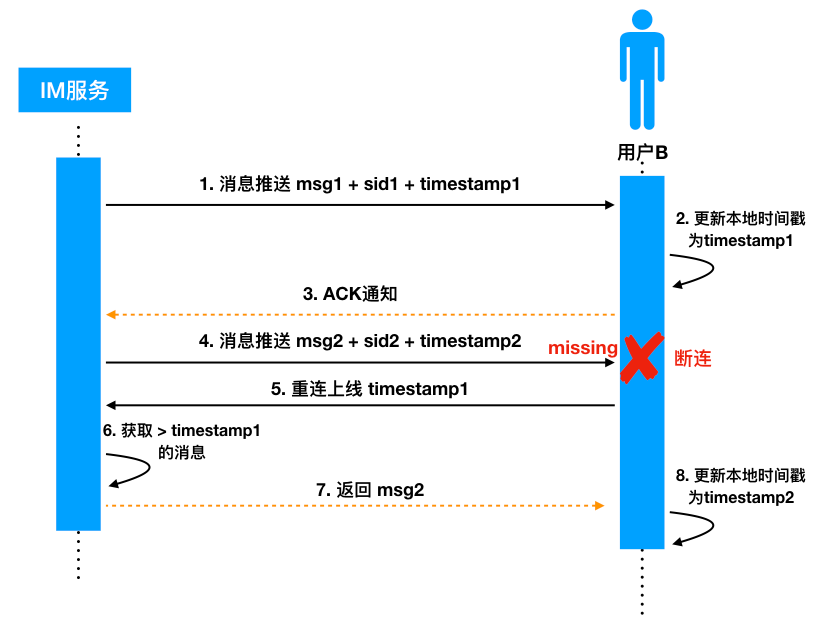 IM服务
用户B
1. 消息推送 msg1 + sid1 + timestamp1
2. 更新本地时间戳
为timestamp1
3. ACK通知
4. 消息推送 msg2 + sid2 + timestamp2
missing
断连
5. 重连上线 timestamp1
6. 获取 > timestamp1
的消息
7. 返回 msg2
8. 更新本地时间戳
为timestamp2